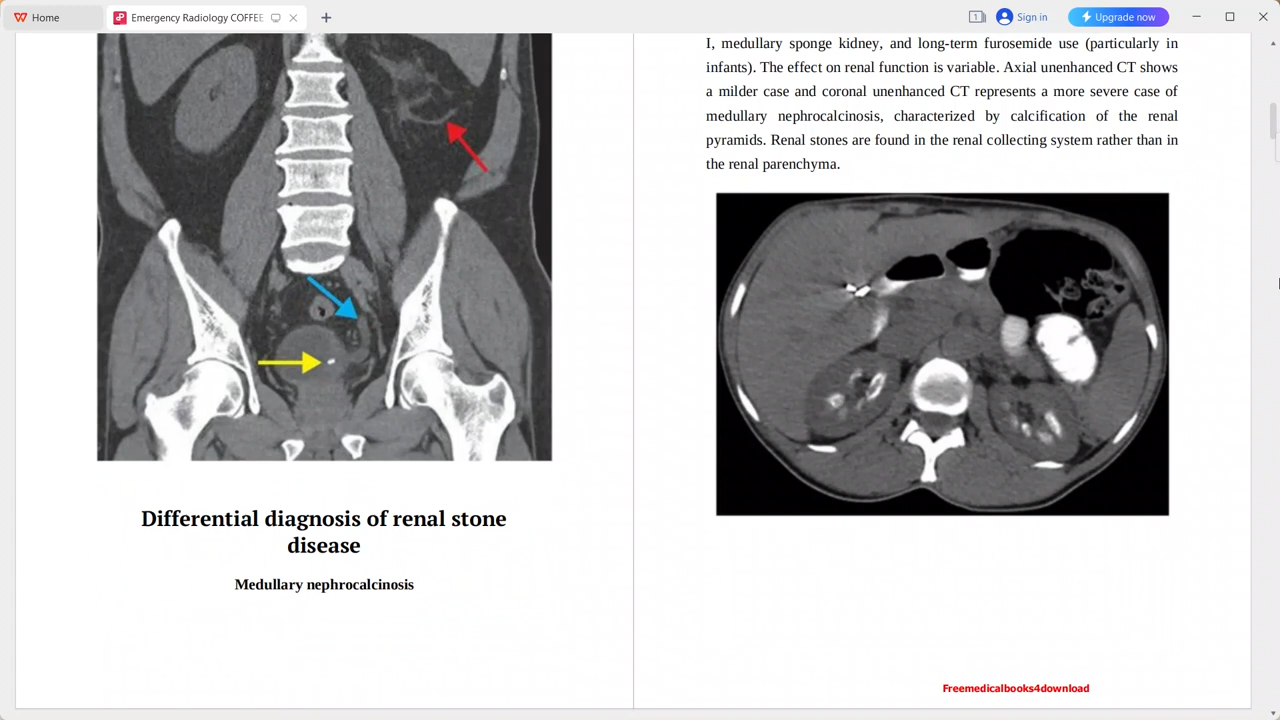 Home
Emergency Radiology COFFEE
Sign in
Upgrade now
Differential diagnosis of renal stone
disease
Medullary nephrocalcinosis
I, medullary sponge kidney, and long-term furosemide use (particularly in
infants). The effect on renal function is variable. Axial unenhanced CT shows
a milder case and coronal unenhanced CT represents a more severe case of
medullary nephrocalcinosis, characterized by calcification of the renal
pyramids. Renal stones are found in the renal collecting system rather than in
the renal parenchyma.
Freemedicalbooks4download